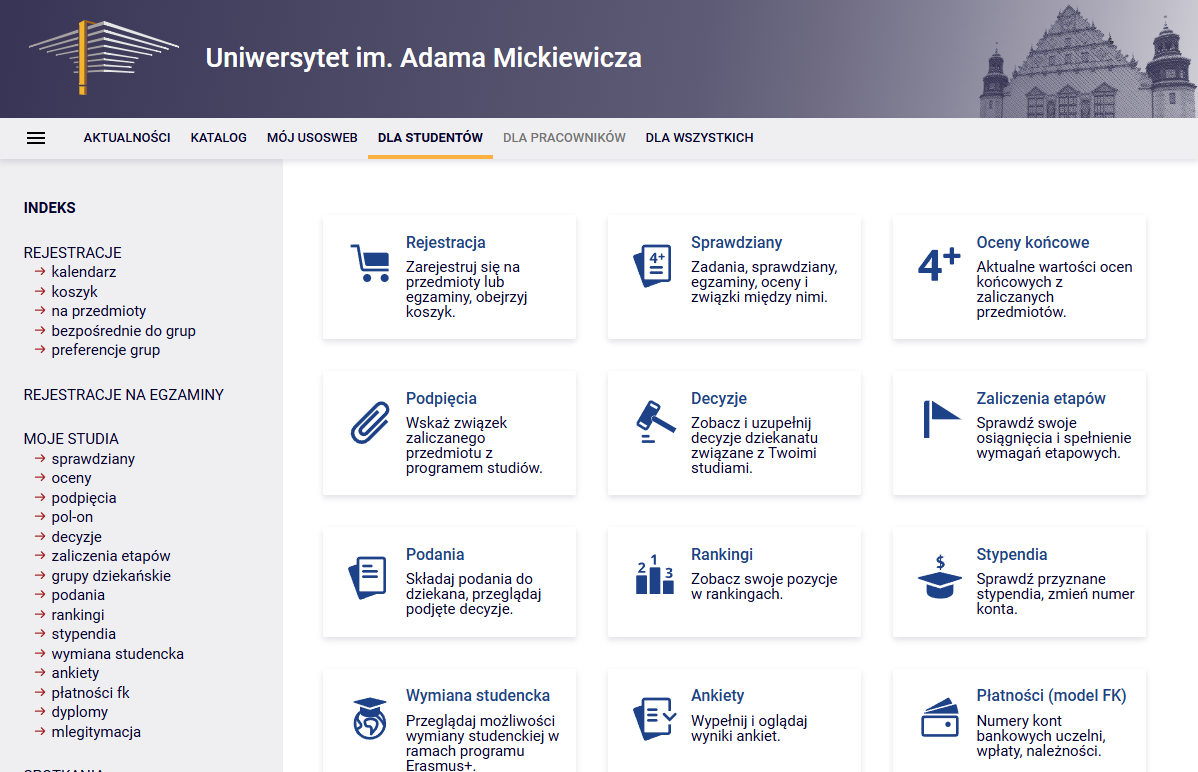 Uniwersytet im. Adama Mickiewicza
AKTUALNOŚCI KATALOG MÓJ USOSWEB DLA STUDENTÓW DLA PRACOWNIKÓW DLA WSZYSTKICH
INDEKS
REJESTRACJE
→ kalendarz
→ koszyk
→ na przedmioty
→ bezpośrednie do grup
→ preferencje grup
REJESTRACJE NA EGZAMINY
MOJE STUDIA
→ sprawdziany
→ oceny
→ podpięcia
→ pol-on
→ decyzje
→ zaliczenia etapów
→ grupy dziekańskie
→ podania
→ rankingi
→ stypendia
→ wymiana studencka
→ ankiety
→ płatności fk
→ dyplomy
→ mlegitymacja
SPOTKANIA
Rejestracja
Zarejestruj się na
przedmioty lub
egzaminy, obejrzyj
koszyk.
4+
Sprawdziany
Zadania, sprawdziany,
egzaminy, oceny i
związki między nimi.
4+
Oceny końcowe
Aktualne wartości ocen
końcowych z
zaliczanych
przedmiotów.
Podpięcia
Wskaż związek
zaliczanego
przedmiotu z
programem studiów.
Decyzje
Zobacz i uzupełnij
decyzje dziekanatu
związane z Twoimi
studiami.
Zaliczenia etapów
Sprawdź swoje
osiągnięcia i spełnienie
wymagań etapowych.
Podania
Składaj podania do
dziekana, przeglądaj
podjęte decyzje.
2 1 3
Rankingi
Zobacz swoje pozycje
w rankingach.
$
Stypendia
Sprawdź przyznane
stypendia, zmień numer
konta.
Wymiana studencka
Przeglądaj możliwości
wymiany studenckiej w
ramach programu
Erasmus+.
Ankiety
Wypełnij i oglądaj
wyniki ankiet.
Płatności (model FK)
Numery kont
bankowych uczelni,
wpłaty, należności.